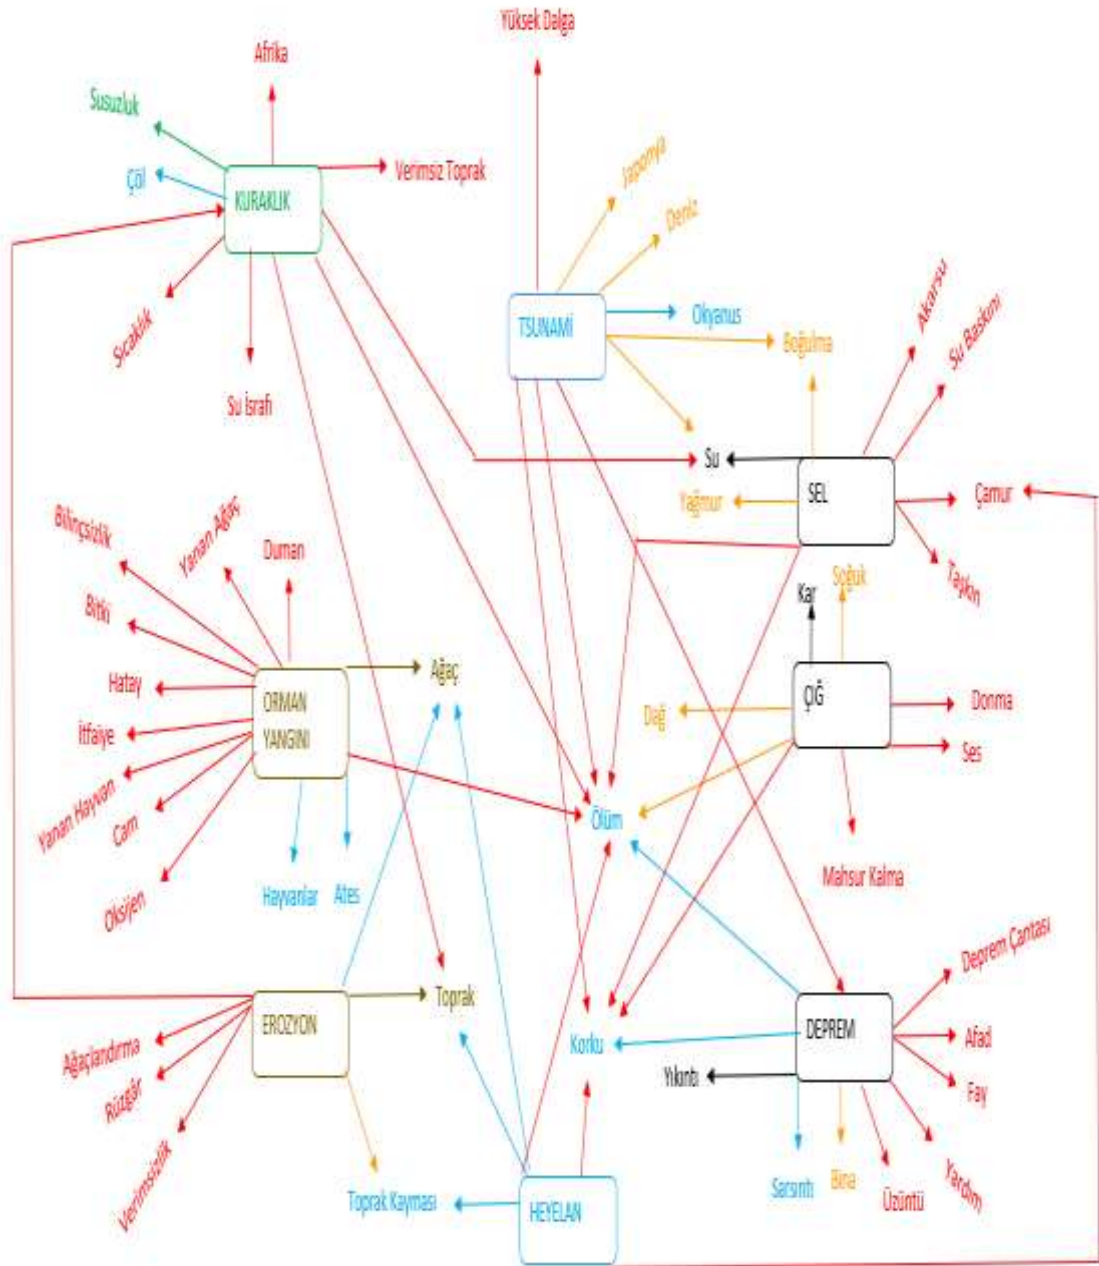 Yüksek Dalga
Afrika
Susuzluk
Çöl
KURAKLIK
Verimsiz Toprak
Sıcaklık
Su İsrafı
Japonya
Deniz
TSUNAMİ
Okyanus
Boğulma
Akarsu
Su Baskını
Su
SEL
Yağmur
Çamur
Taşkın
Bilinçsizlik
Yanan Ağaç
Duman
Bitki
Hatay
İtfaiye
Yanan Hayvan
Cam
Oksijen
ORMAN
YANGINI
Ağaç
Hayvanlar
Ates
Kar
Soğuk
ÇIĞ
Dağ
Donma
Ses
Mahsur Kalma
Ölüm
Toprak
EROZYON
Ağaçlandırma
Rüzgâr
Verimsizlik
Toprak Kayması
HEYELAN
Korku
DEPREM
Deprem Çantası
Afad
Fay
Yardım
Üzüntü
Bina
Sarsıntı
Yıkıntı